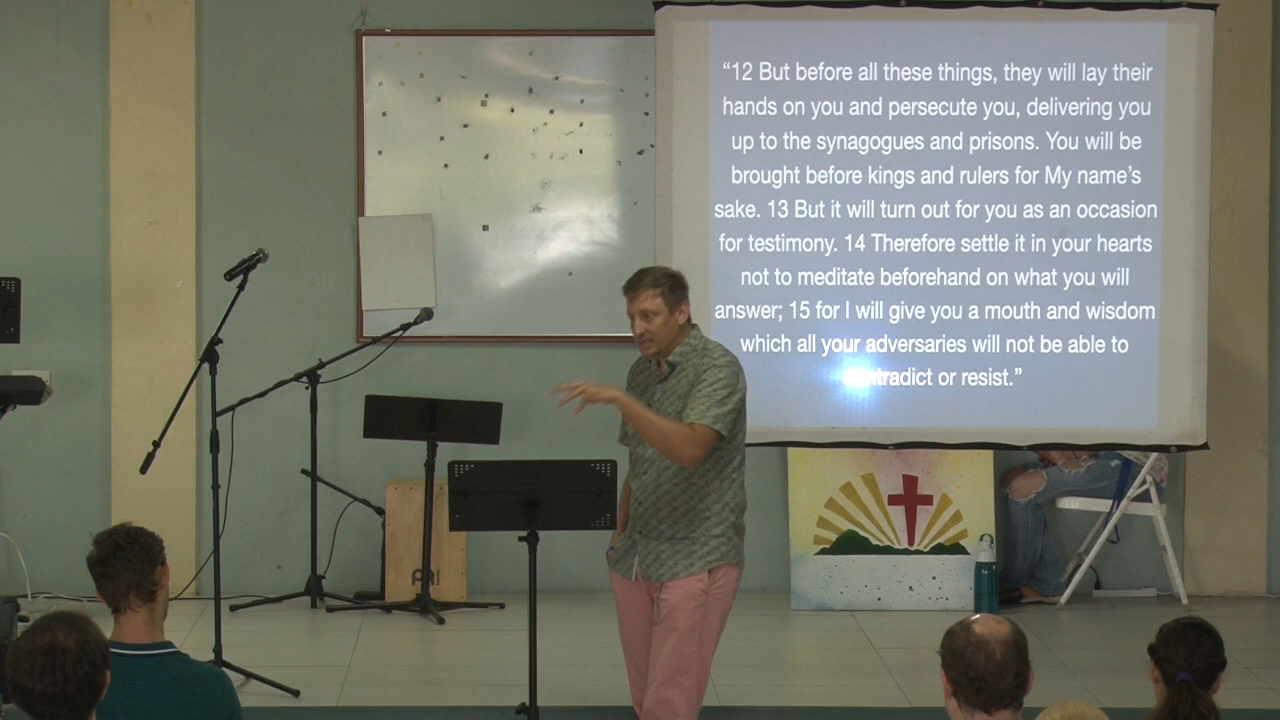 “12 But before all these things, they will lay their
hands on you and persecute you, delivering you
up to the synagogues and prisons. You will be
brought before kings and rulers for My name’s
sake. 13 But it will turn out for you as an occasion
for testimony. 14 Therefore settle it in your hearts
not to meditate beforehand on what you will
answer; 15 for I will give you a mouth and wisdom
which all your adversaries will not be able to
contradict or resist.”